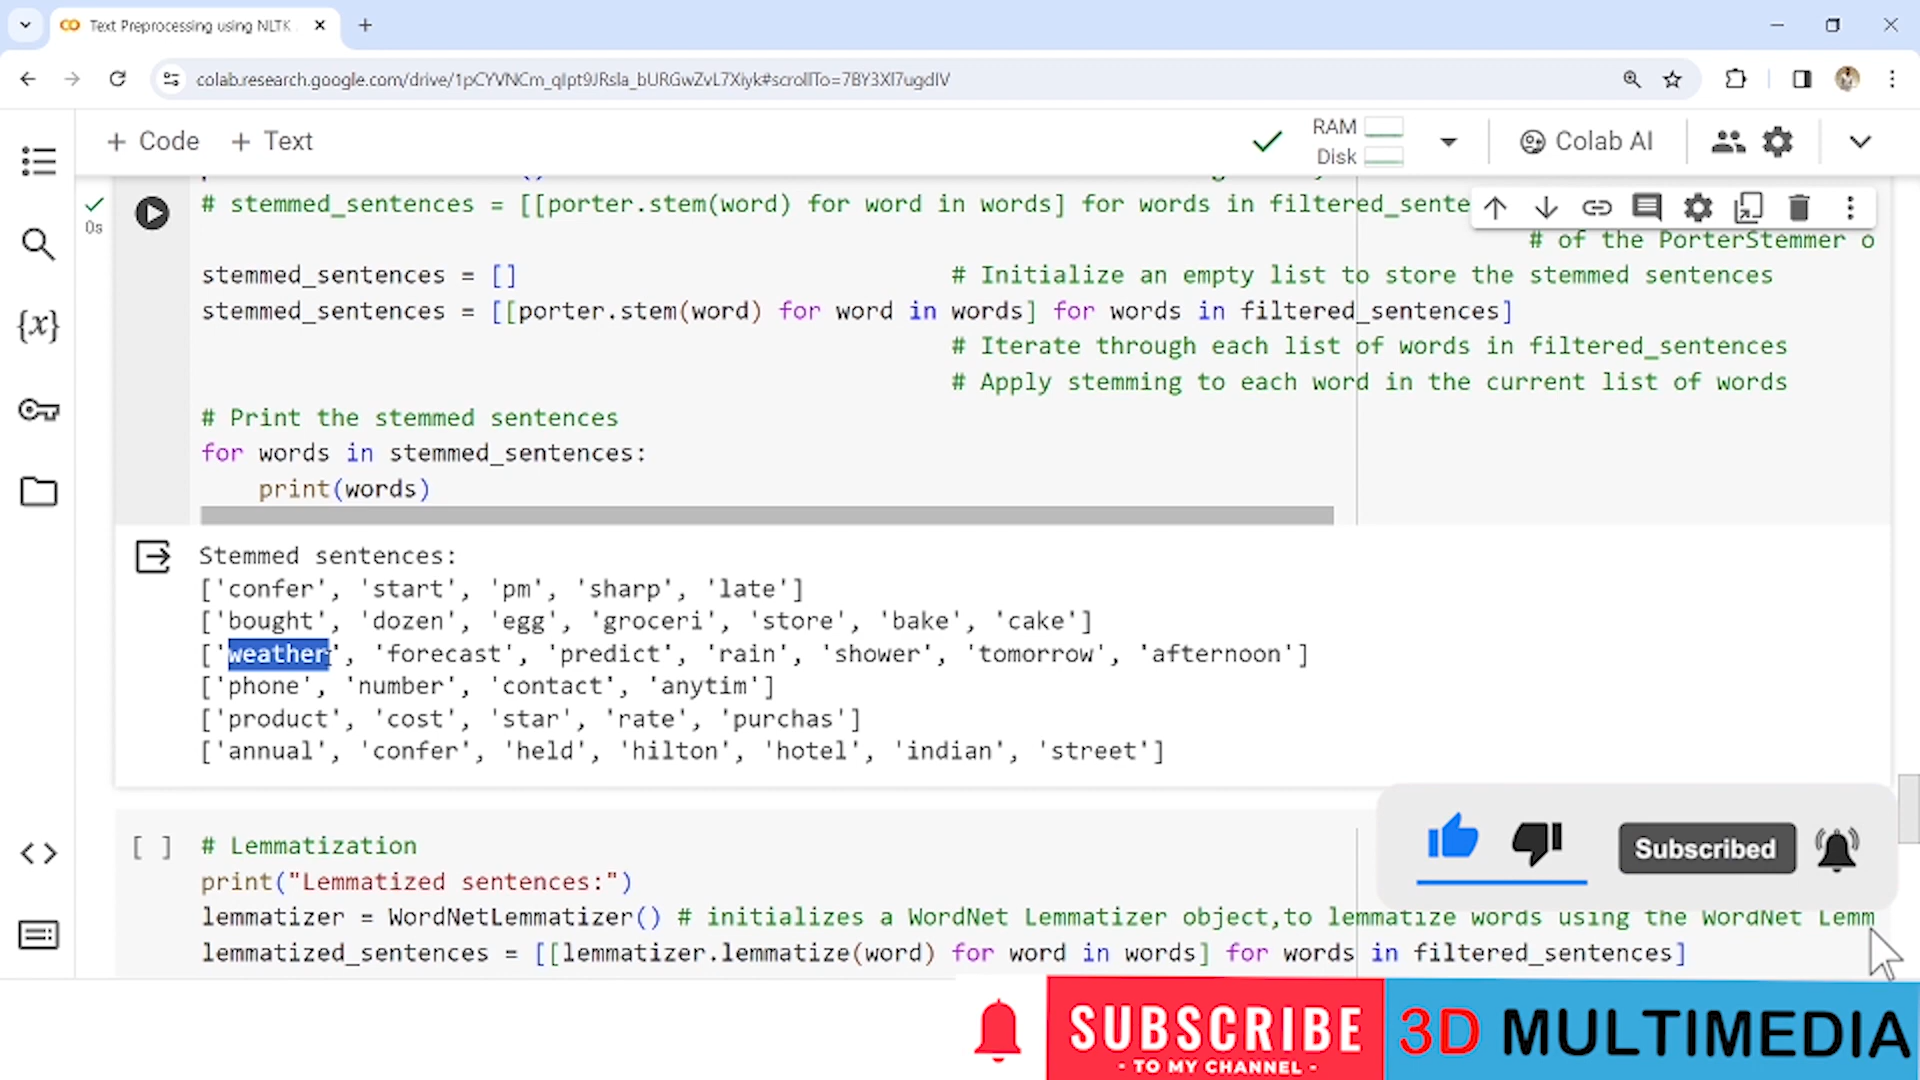 Text Preprocessing using NLTK .
colab.research.google.com/drive/1pCYVNCm_qIpt9JRsla_bURGwZvL7Xiyk#scrollTo=7BY3Xl7ugdIV
+ Code + Text
RAM
Disk
Colab AI
{x}
0s
# stemmed_sentences = [[porter.stem(word) for word in words] for words in filtered_sente
# of the PorterStemmer o
stemmed_sentences = [] # Initialize an empty list to store the stemmed sentences
stemmed_sentences = [[porter.stem(word) for word in words] for words in filtered_sentences]
# Iterate through each list of words in filtered_sentences
# Apply stemming to each word in the current list of words
# Print the stemmed sentences
for words in stemmed_sentences:
print(words)
Stemmed sentences:
['confer', 'start', 'pm', 'sharp', 'late']
['bought', 'dozen', 'egg', 'groceri', 'store', 'bake', 'cake']
['weather', 'forecast', 'predict', 'rain', 'shower', 'tomorrow', 'afternoon']
['phone', 'number', 'contact', 'anytim']
['product', 'cost', 'star', 'rate', 'purchas']
['annual', 'confer', 'held', 'hilton', 'hotel', 'indian', 'street']
[ ] # Lemmatization
print("Lemmatized sentences:")
lemmatizer = WordNetLemmatizer() # initializes a WordNet Lemmatizer object,to lemmatize words using the WordNet Lemm
lemmatized_sentences = [[lemmatizer.lemmatize(word) for word in words] for words in filtered_sentences]
Subscribed
SUBSCRIBE
- TO MY CHANNEL -
3D MULTIMEDIA